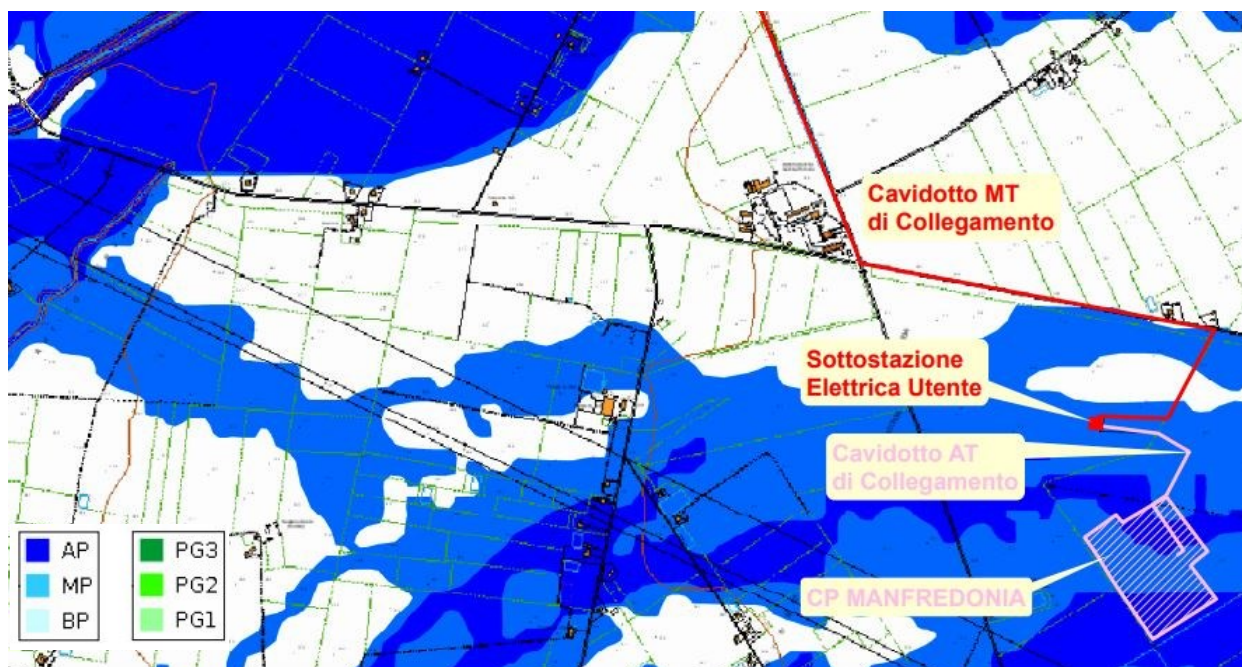 Cavidotto MT
di Collegamento
Sottostazione
Elettrica Utente
Cavidotto AT
di Collegamento
CP MANFREDONIA
AP
MP
BP
PG3
PG2
PG1